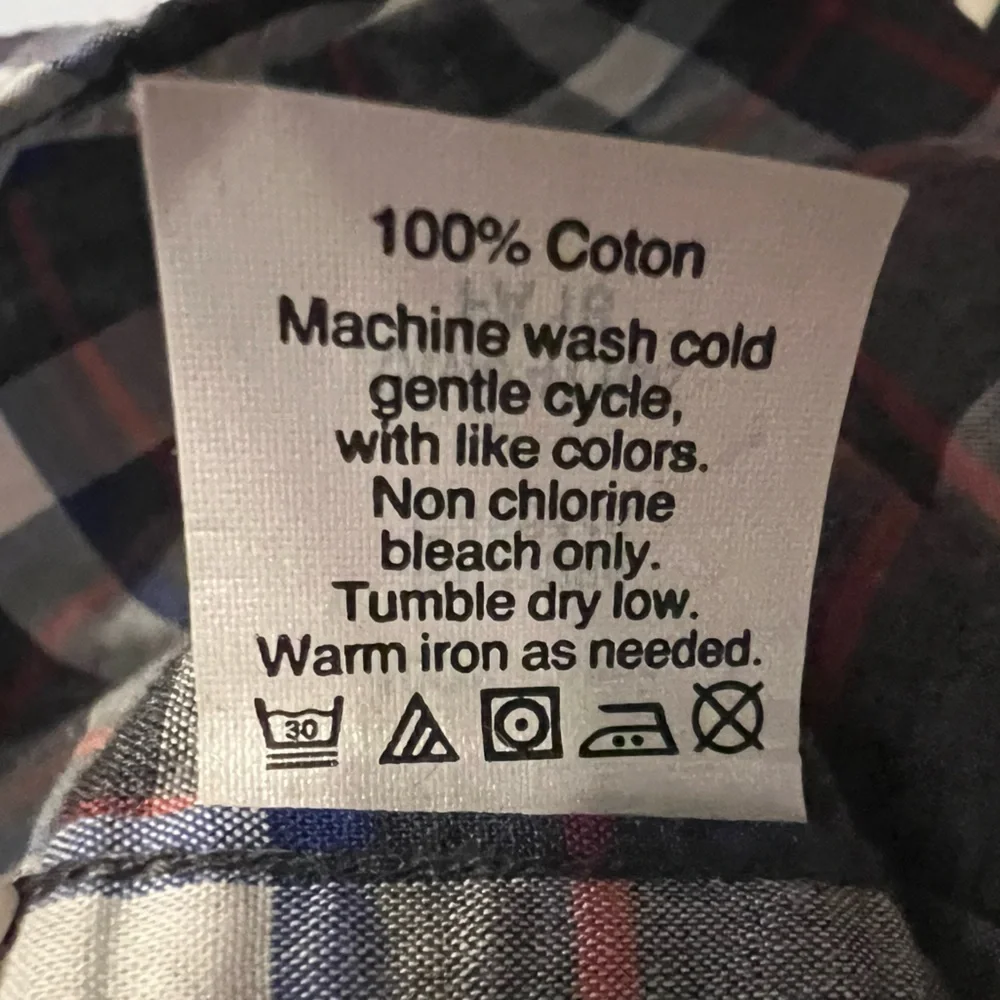 100% Coton
Machine wash cold
gentle cycle,
with like colors.
Non chlorine
bleach only.
Tumble dry low.
Warm iron as needed.
30